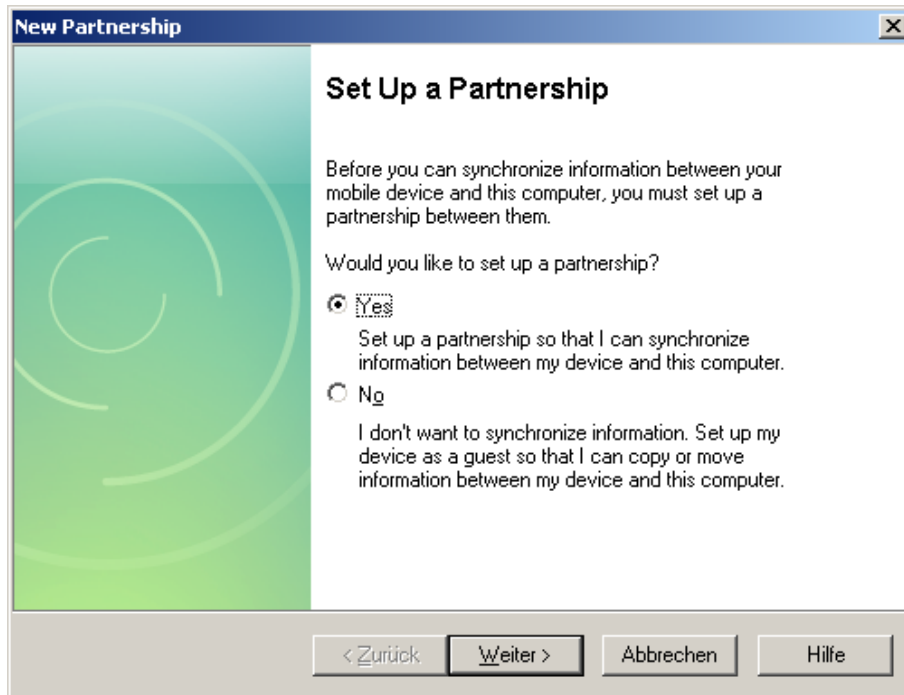 New Partnership
Set Up a Partnership
Before you can synchronize information between your
mobile device and this computer, you must set up a
partnership between them.
Would you like to set up a partnership?
Yes
Set up a partnership so that I can synchronize
information between my device and this computer.
No
I don't want to synchronize information. Set up my
device as a guest so that I can copy or move
information between my device and this computer.
< Zurück
Weiter >
Abbrechen
Hilfe